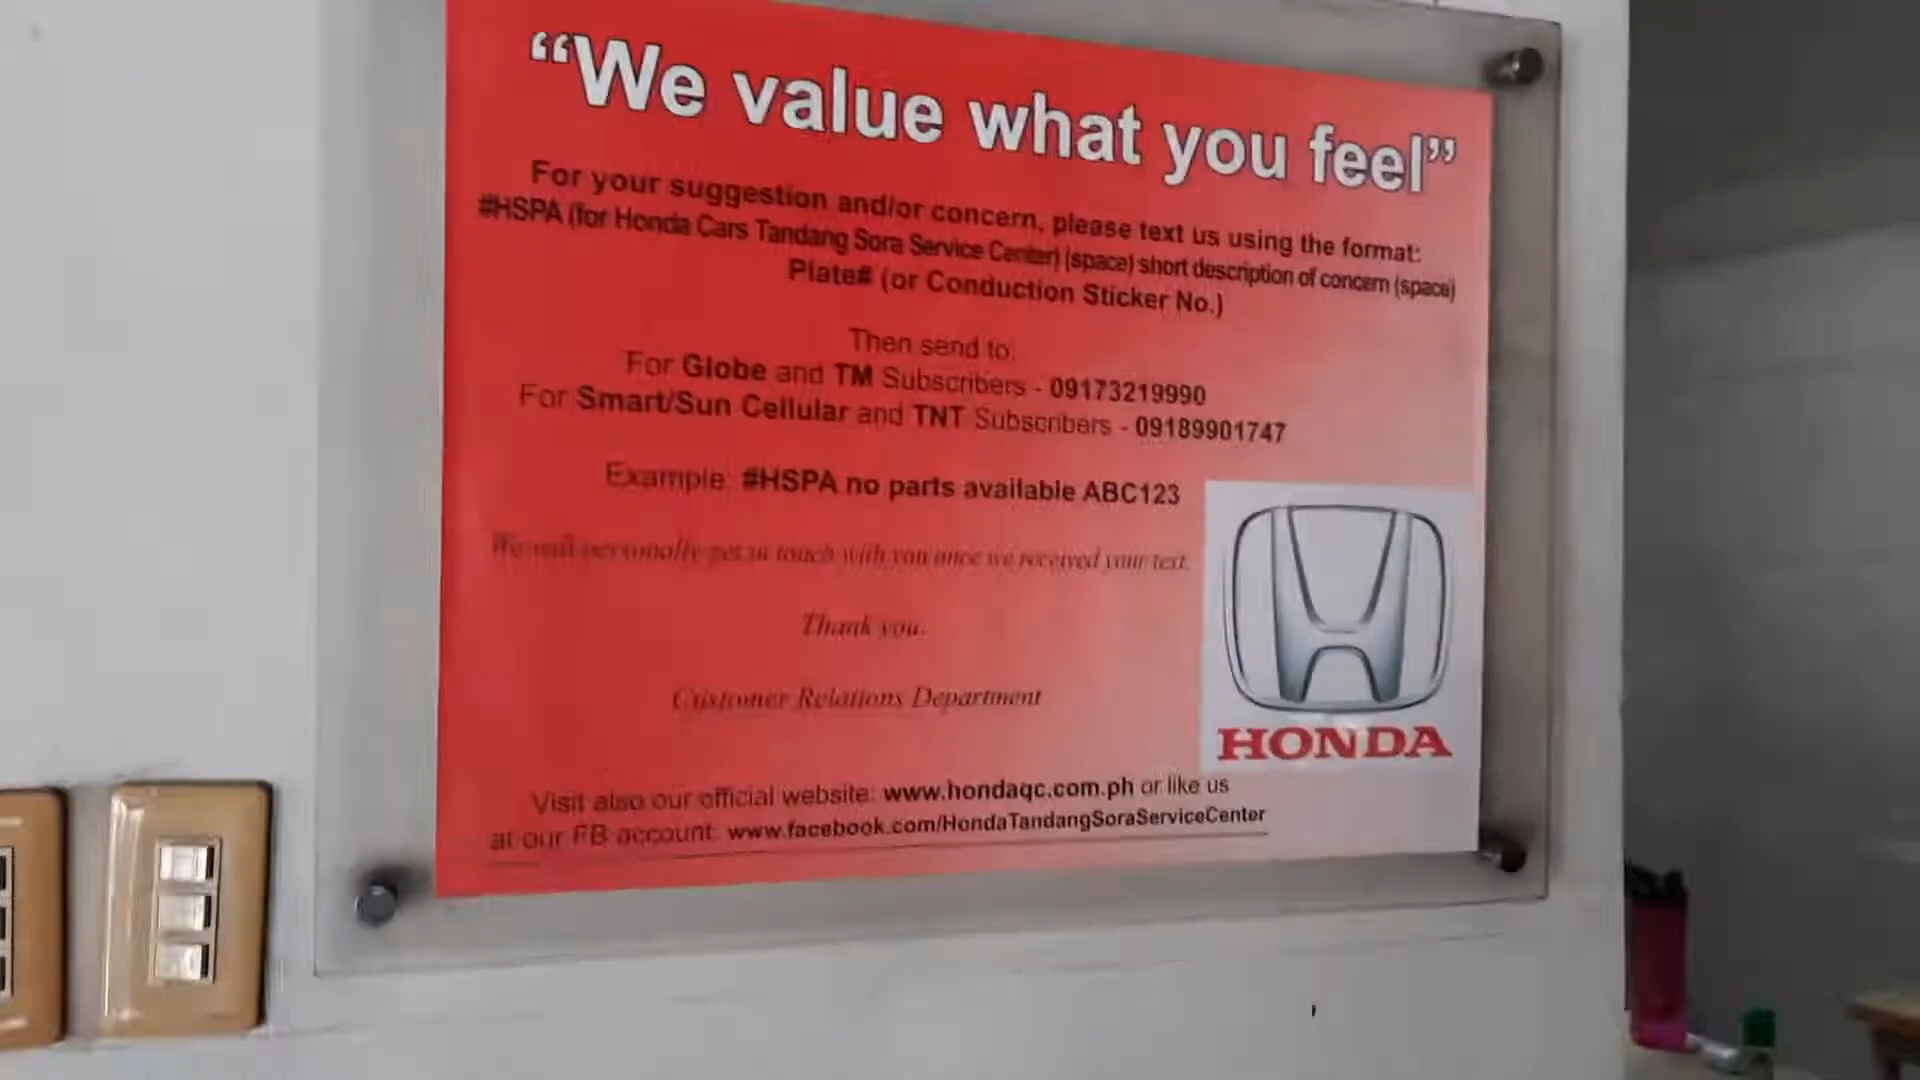 “We value what you feel”
For your suggestion and/or concern, please text us using the format:
#HSPA (for Honda Cars Tandang Sora Service Center) (space) short description of concern (space)
Plate# (or Conduction Sticker No.)
Then send to:
For Globe and TM Subscribers - 09173219990
For Smart/Sun Cellular and TNT Subscribers - 09189901747
Example: #HSPA no parts available ABC123
We will personally get in touch with you once we received your text.
Thank you.
Customer Relations Department
HONDA
Visit also our official website: www.hondaqc.com.ph or like us
at our FB account: www.facebook.com/HondaTandangSoraServiceCenter